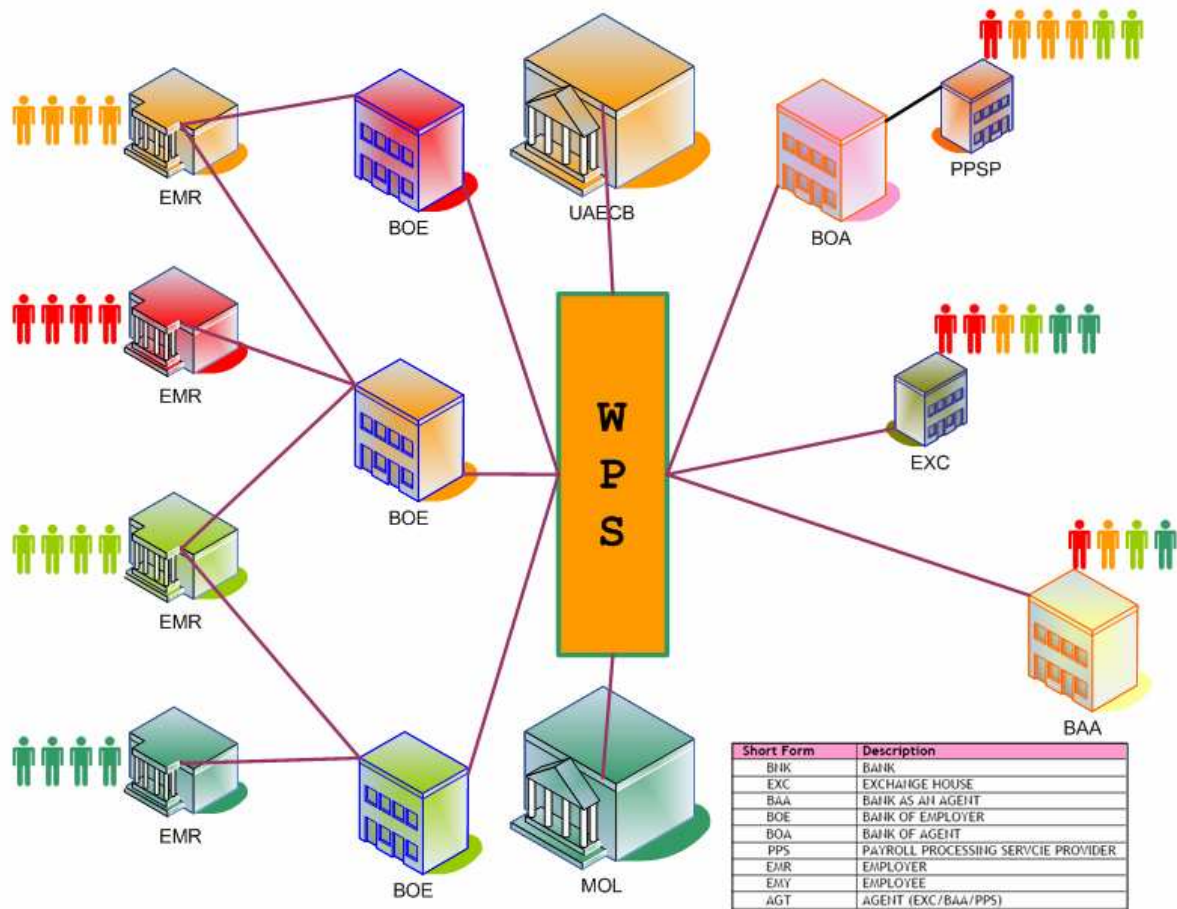 EMR
BOE
UAECB
BOA
PPSP
EMR
W
P
S
EXC
BOE
EMR
BAA
EMR
BOE
MOL
Short Form Description
BNK BANK
EXC EXCHANGE HOUSE
BAA BANK AS AN AGENT
BOE BANK OF EMPLOYER
BOA BANK OF AGENT
PPS PAYROLL PROCESSING SERVCIE PROVIDER
EMR EMPLOYER
EMY EMPLOYEE
AGT AGENT (EXC/BAA/PPS)